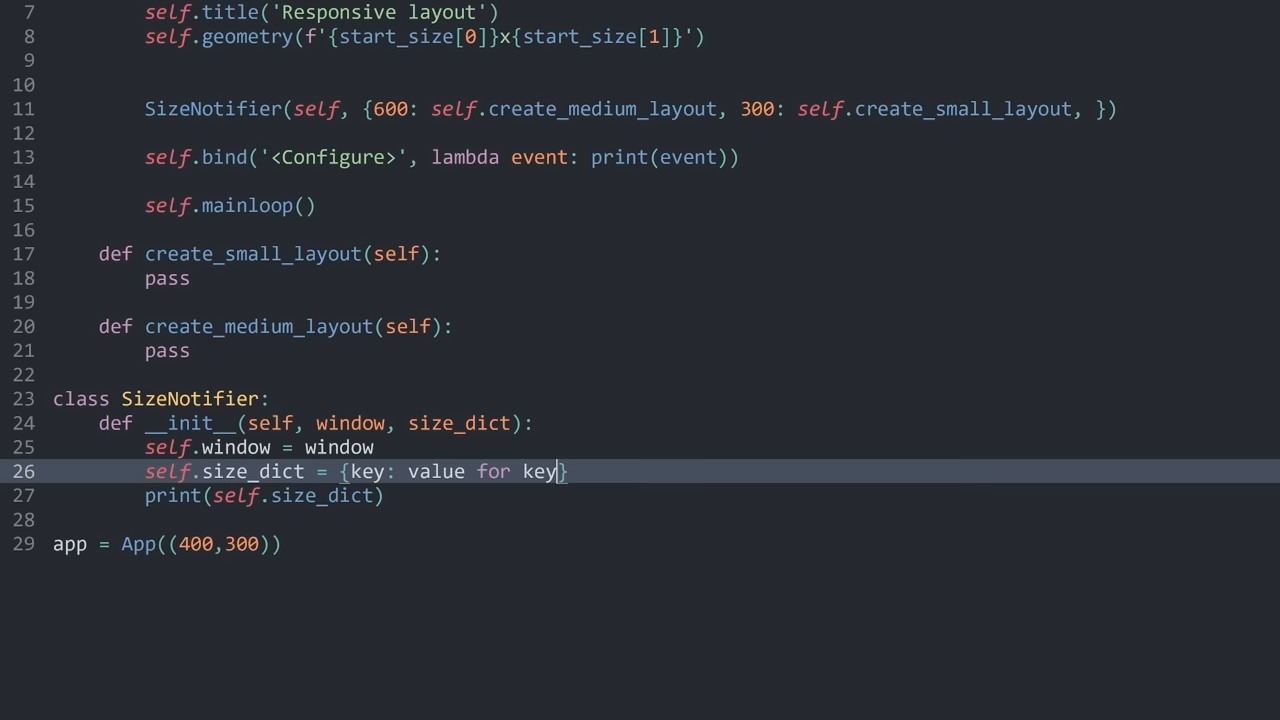 7 self.title('Responsive layout')
8 self.geometry(f'{start_size[0]}x{start_size[1]}')
9
10
11 SizeNotifier(self, {600: self.create_medium_layout, 300: self.create_small_layout, })
12
13 self.bind('<Configure>', lambda event: print(event))
14
15 self.mainloop()
16
17 def create_small_layout(self):
18 pass
19
20 def create_medium_layout(self):
21 pass
22
23 class SizeNotifier:
24 def __init__(self, window, size_dict):
25 self.window = window
26 self.size_dict = {key: value for key}
27 print(self.size_dict)
28
29 app = App((400,300))